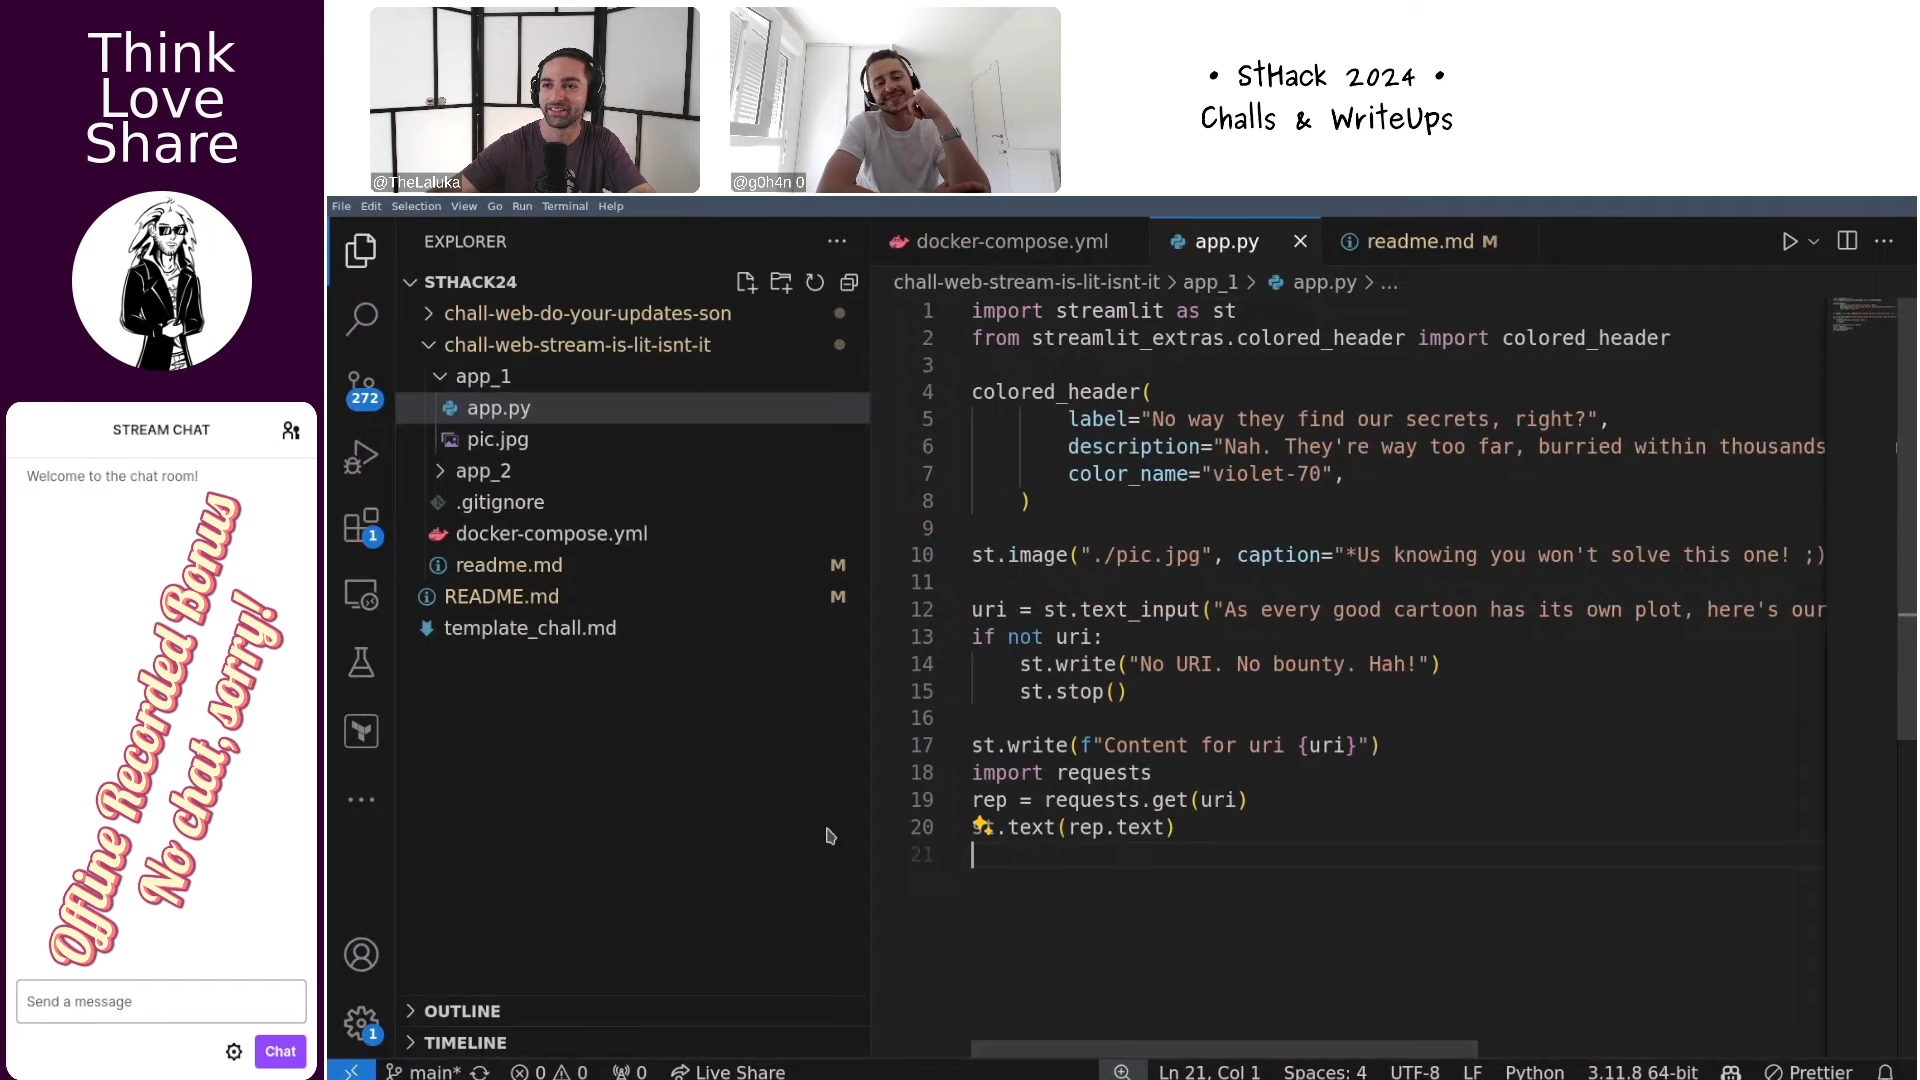 Think
Love
Share
STREAM CHAT
Welcome to the chat room!
Offline Recorded Bonus
No chat, sorry!
Send a message
Chat
@TheLaluka
@g0h4n 0
• StHack 2024 •
Challs & WriteUps
File Edit Selection View Go Run Terminal Help
EXPLORER
STHACK24
chall-web-do-your-updates-son
chall-web-stream-is-lit-isnt-it
app_1
app.py
pic.jpg
app_2
.gitignore
docker-compose.yml
readme.md M
README.md M
template_chall.md
OUTLINE
TIMELINE
272
1
1
docker-compose.yml app.py readme.md M
chall-web-stream-is-lit-isnt-it > app_1 > app.py > ...
1 import streamlit as st
2 from streamlit_extras.colored_header import colored_header
3
4 colored_header(
5 label="No way they find our secrets, right?",
6 description="Nah. They're way too far, burried within thousands
7 color_name="violet-70",
8 )
9
10 st.image("./pic.jpg", caption="*Us knowing you won't solve this one! ;)
11
12 uri = st.text_input("As every good cartoon has its own plot, here's our
13 if not uri:
14 st.write("No URI. No bounty. Hah!")
15 st.stop()
16
17 st.write(f"Content for uri {uri}")
18 import requests
19 rep = requests.get(uri)
20 st.text(rep.text)
21
main* 0 0 0 Live Share Ln 21, Col 1 Spaces: 4 UTF-8 LF Python 3.11.8 64-bit Prettier